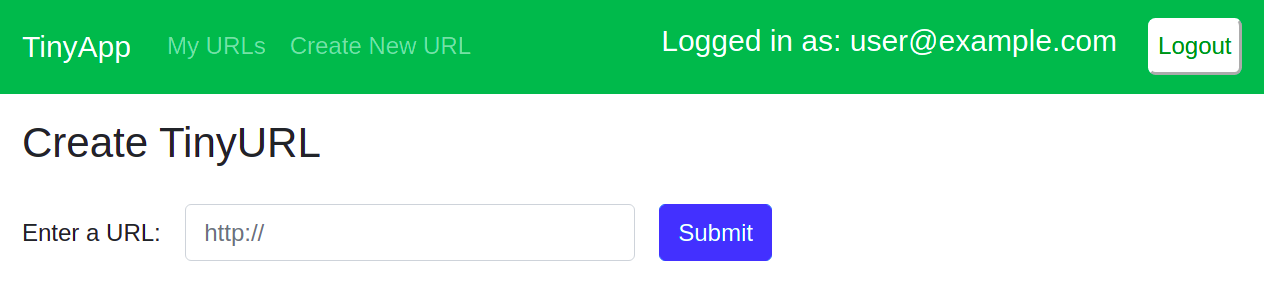 TinyApp My URLs Create New URL Logged in as: user@example.com Logout
Create TinyURL
Enter a URL: http:// Submit